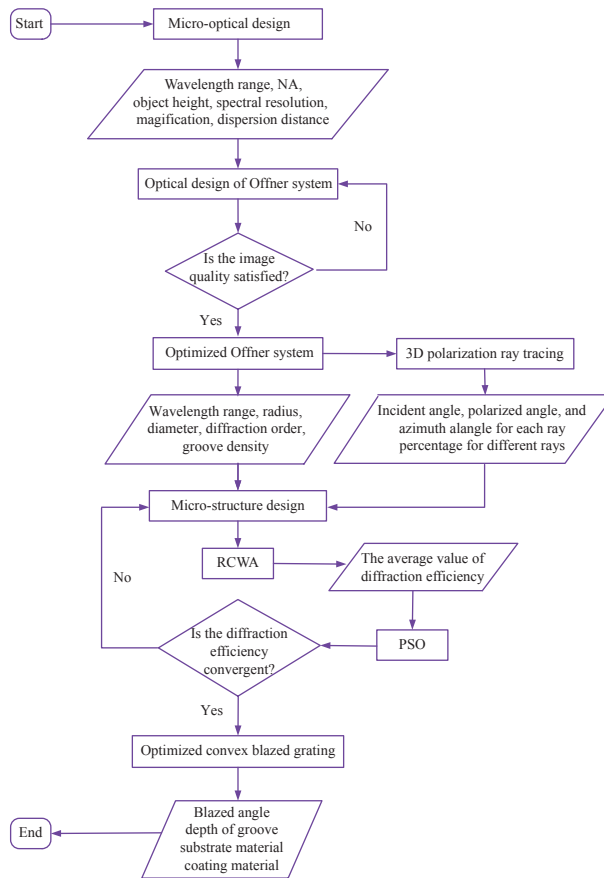 Start
Micro-optical design
Wavelength range, NA,
object height, spectral resolution,
magification, dispersion distance
Optical design of Offner system
No
Is the image
quality satisfied?
Yes
Optimized Offner system
3D polarization ray tracing
Wavelength range, radius,
diameter, diffraction order,
groove density
Incident angle, polarized angle, and
azimuth alangle for each ray
percentage for different rays
Micro-structure design
RCWA
The average value of
diffraction efficiency
No
Is the diffraction
efficiency
convergent?
PSO
Yes
Optimized convex blazed grating
End
Blazed angle
depth of groove
substrate material
coating material